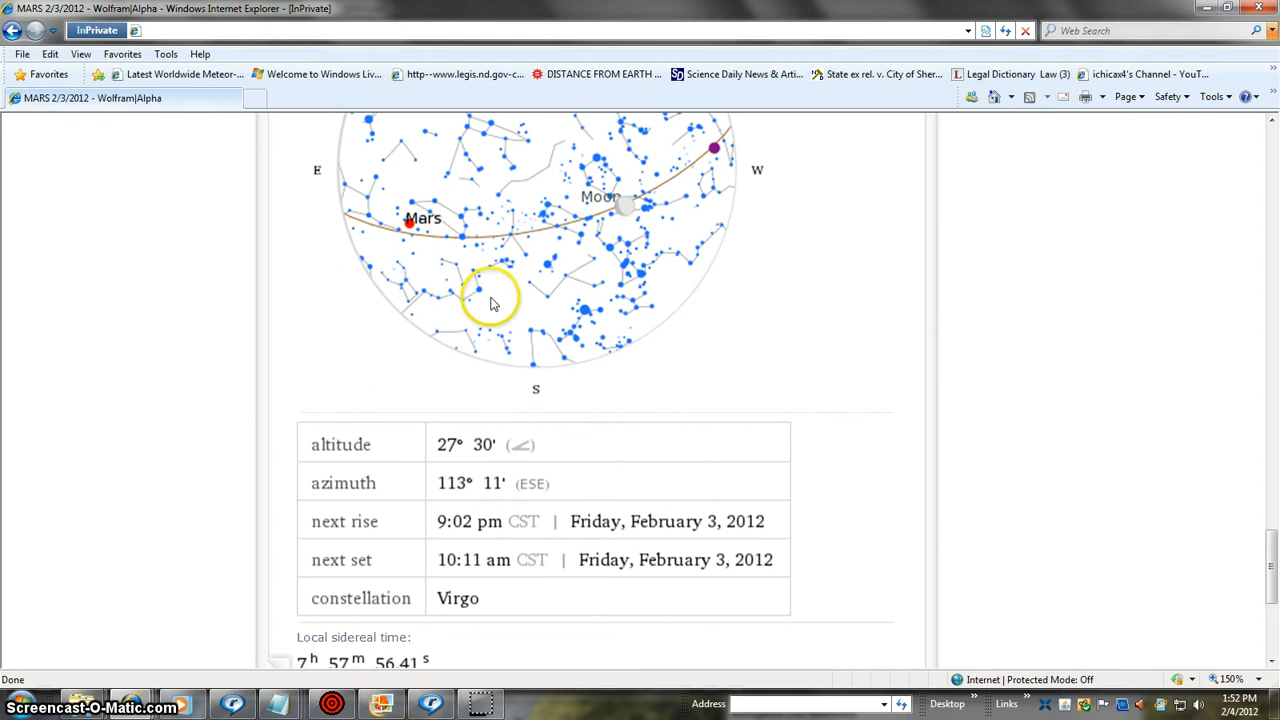 MARS 2/3/2012 - Wolfram|Alpha - Windows Internet Explorer - [InPrivate]
InPrivate
Web Search
File Edit View Favorites Tools Help
Favorites Latest Worldwide Meteor-... Welcome to Windows Liv... http--www.legis.nd.gov-c... DISTANCE FROM EARTH ... Science Daily News & Arti... State ex rel. v. City of Sher... Legal Dictionary Law (3) ichicax4's Channel - YouT...
MARS 2/3/2012 - Wolfram|Alpha
Page Safety Tools
E
W
Moon
Mars
S
altitude 27° 30'
azimuth 113° 11' (ESE)
next rise 9:02 pm CST | Friday, February 3, 2012
next set 10:11 am CST | Friday, February 3, 2012
constellation Virgo
Local sidereal time:
7h 57m 56.41s
Done
Internet | Protected Mode: Off
150%
Address
Desktop
Links
1:52 PM
2/4/2012
Screencast-O-Matic.com